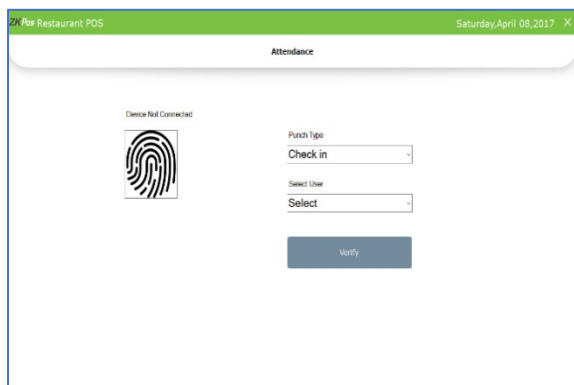 ZKPos Restaurant POS Saturday,April 08,2017 X
Attendance
Device Not Connected
Punch Type
Check in
Select User
Select
Verify